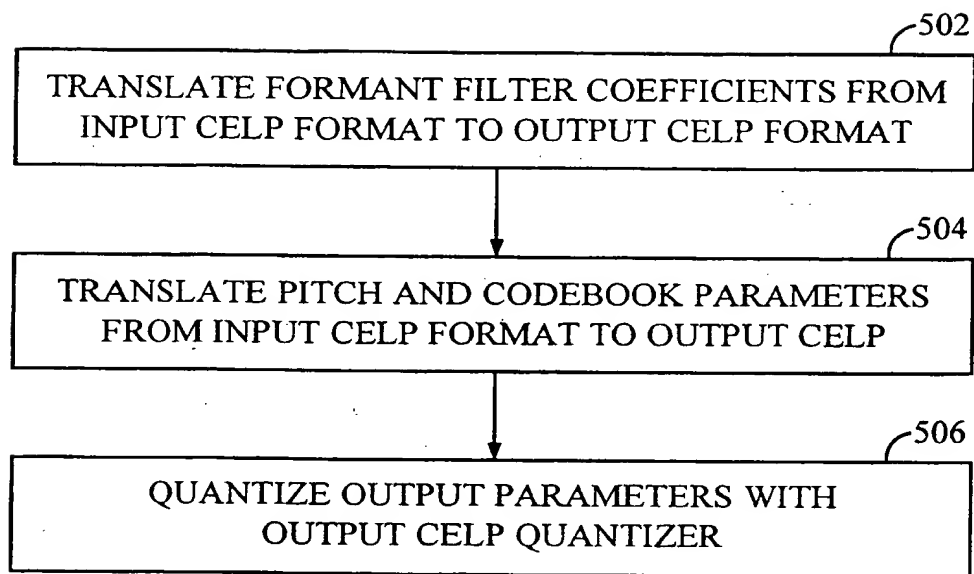 502
TRANSLATE FORMANT FILTER COEFFICIENTS FROM
INPUT CELP FORMAT TO OUTPUT CELP FORMAT
504
TRANSLATE PITCH AND CODEBOOK PARAMETERS
FROM INPUT CELP FORMAT TO OUTPUT CELP
506
QUANTIZE OUTPUT PARAMETERS WITH
OUTPUT CELP QUANTIZER